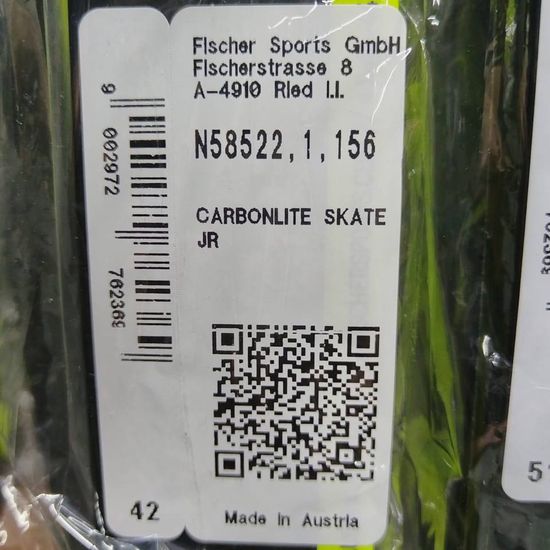 Fischer Sports GmbH
Fischerstrasse 8
A-4910 Ried I.I.
N58522,1,156
CARBONLITE SKATE
JR
9 002972 762369
42
Made in Austria